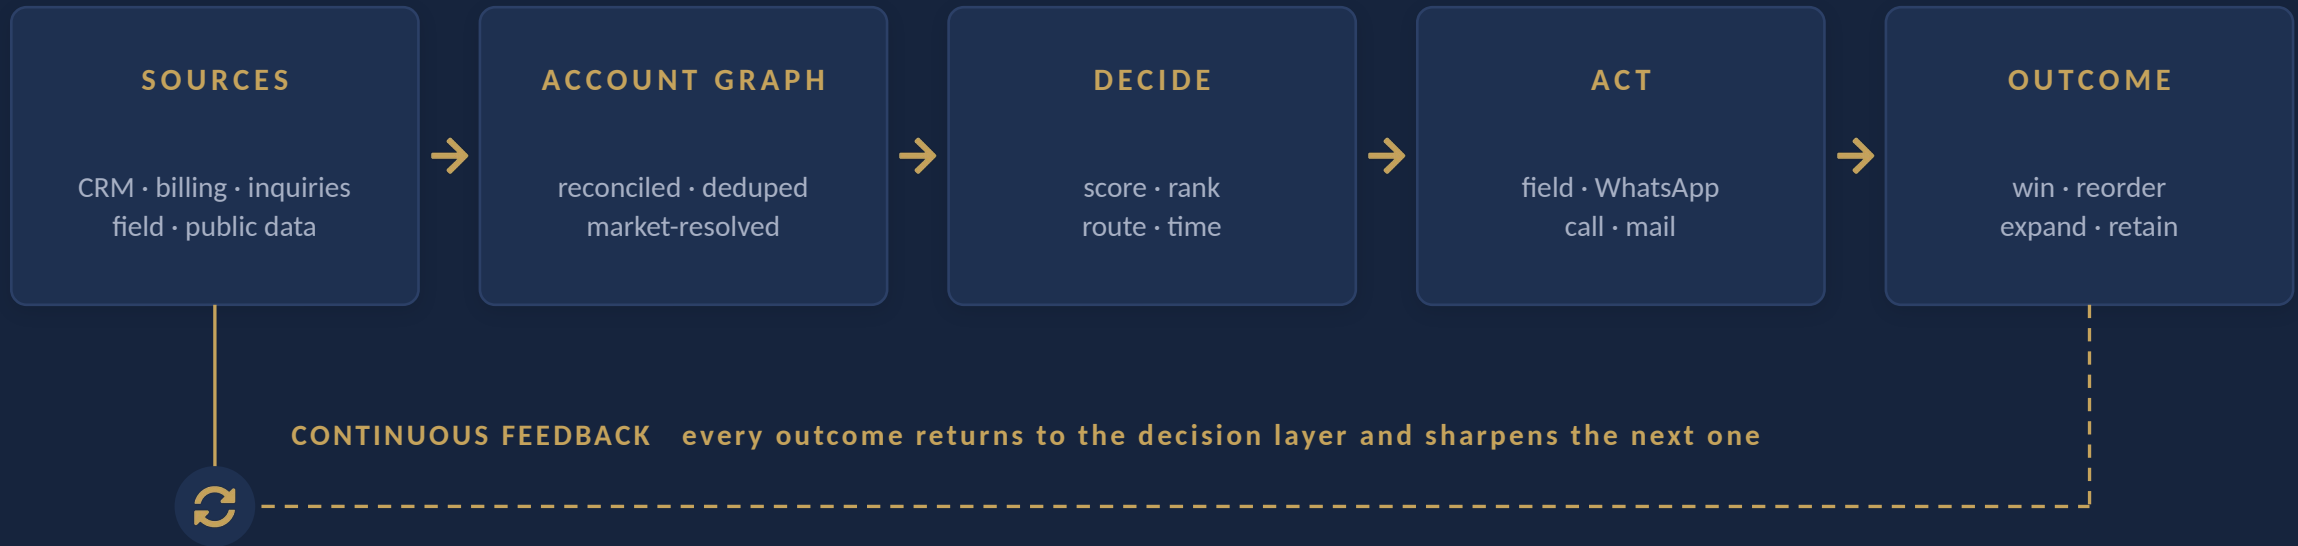 SOURCES
CRM · billing · inquiries
field · public data
ACCOUNT GRAPH
reconciled · deduped
market-resolved
DECIDE
score · rank
route · time
ACT
field · WhatsApp
call · mail
OUTCOME
win · reorder
expand · retain
CONTINUOUS FEEDBACK every outcome returns to the decision layer and sharpens the next one